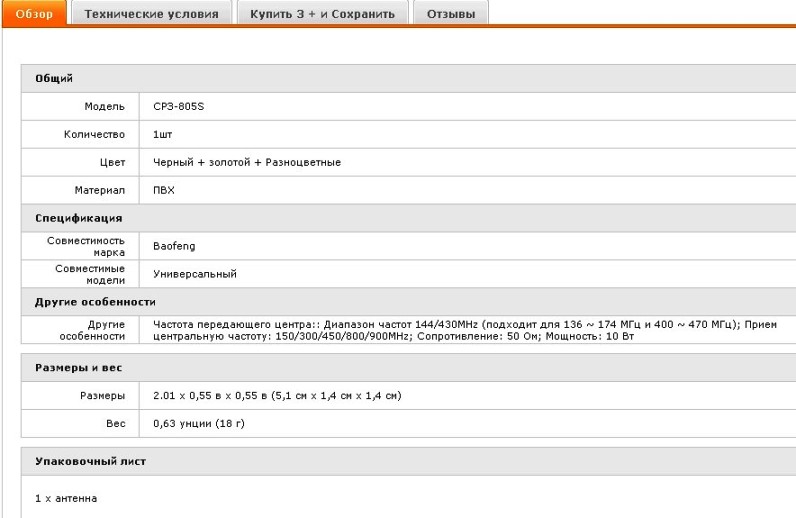 Обзор
Технические условия
Купить 3 + и Сохранить
Отзывы
Общий
Модель СРЗ-805S
Количество 1шт
Цвет Черный + золотой + Разноцветные
Материал ПВХ
Спецификация
Совместимость марка Baofeng
Совместимые модели Универсальный
Другие особенности
Другие особенности Частота передающего центра:: Диапазон частот 144/430MHz (подходит для 136 ~ 174 МГц и 400 ~ 470 МГц); Прием
центральную частоту: 150/300/450/800/900MHz; Сопротивление: 50 Ом; Мощность: 10 Вт
Размеры и вес
Размеры 2.01 x 0,55 в x 0,55 в (5,1 см x 1,4 см x 1,4 см)
Вес 0,63 унции (18 г)
Упаковочный лист
1 x антенна